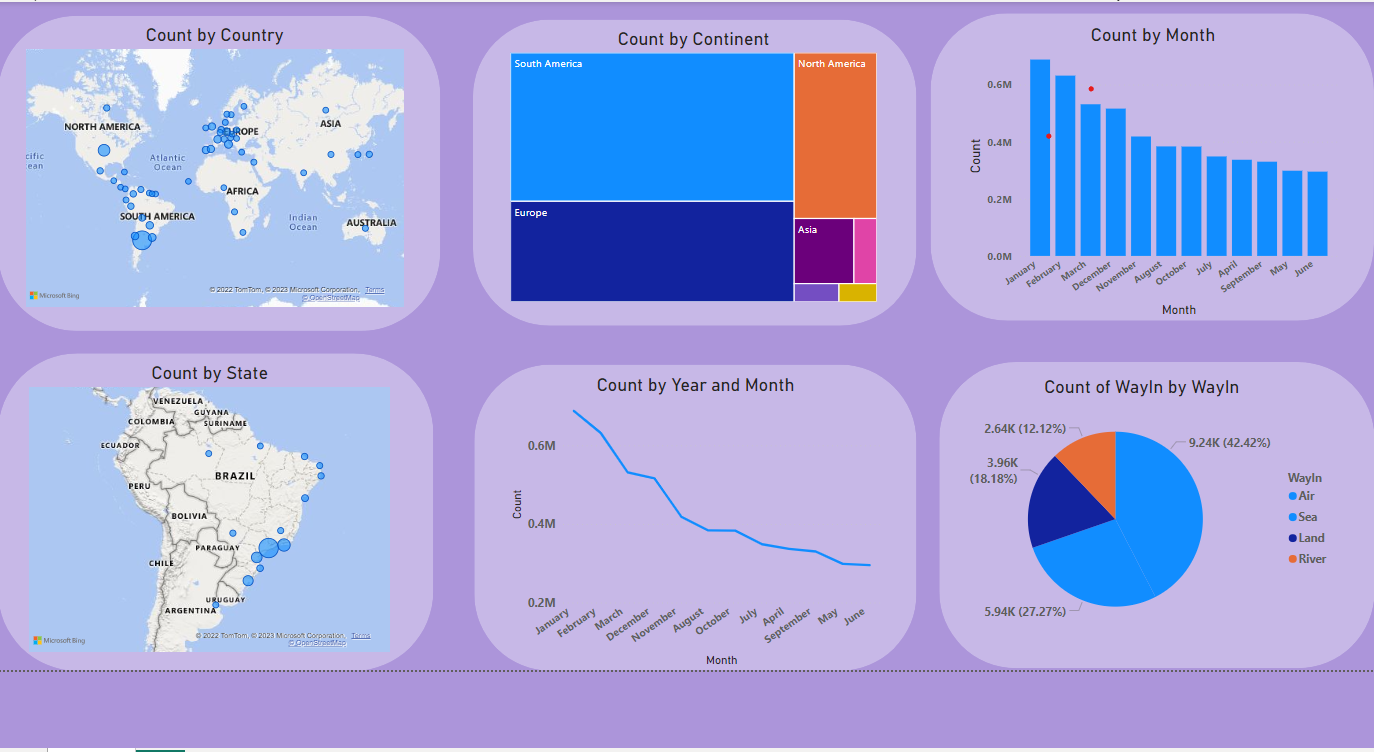 Count by Country
NORTH AMERICA
EUROPE
ASIA
cific
ean
Atlantic
Ocean
AFRICA
SOUTH AMERICA
Indian
Ocean
AUSTRALIA
Microsoft Bing
© 2022 TomTom, © 2023 Microsoft Corporation, Terms
© OpenStreetMap
Count by Continent
South America
North America
Europe
Asia
Count by Month
0.6M
0.4M
0.2M
0.0M
Count
January
February
March
December
November
August
October
July
April
September
May
June
Month
Count by State
VENEZUELA
GUYANA
COLOMBIA
SURINAME
ECUADOR
BRAZIL
PERU
BOLIVIA
PARAGUAY
CHILE
URUGUAY
ARGENTINA
Microsoft Bing
© 2022 TomTom, © 2023 Microsoft Corporation, Terms
© OpenStreetMap
Count by Year and Month
0.6M
0.4M
0.2M
Count
January
February
March
December
November
August
October
July
April
September
May
June
Month
Count of WayIn by WayIn
2.64K (12.12%)
9.24K (42.42%)
3.96K
(18.18%)
5.94K (27.27%)
WayIn
Air
Sea
Land
River